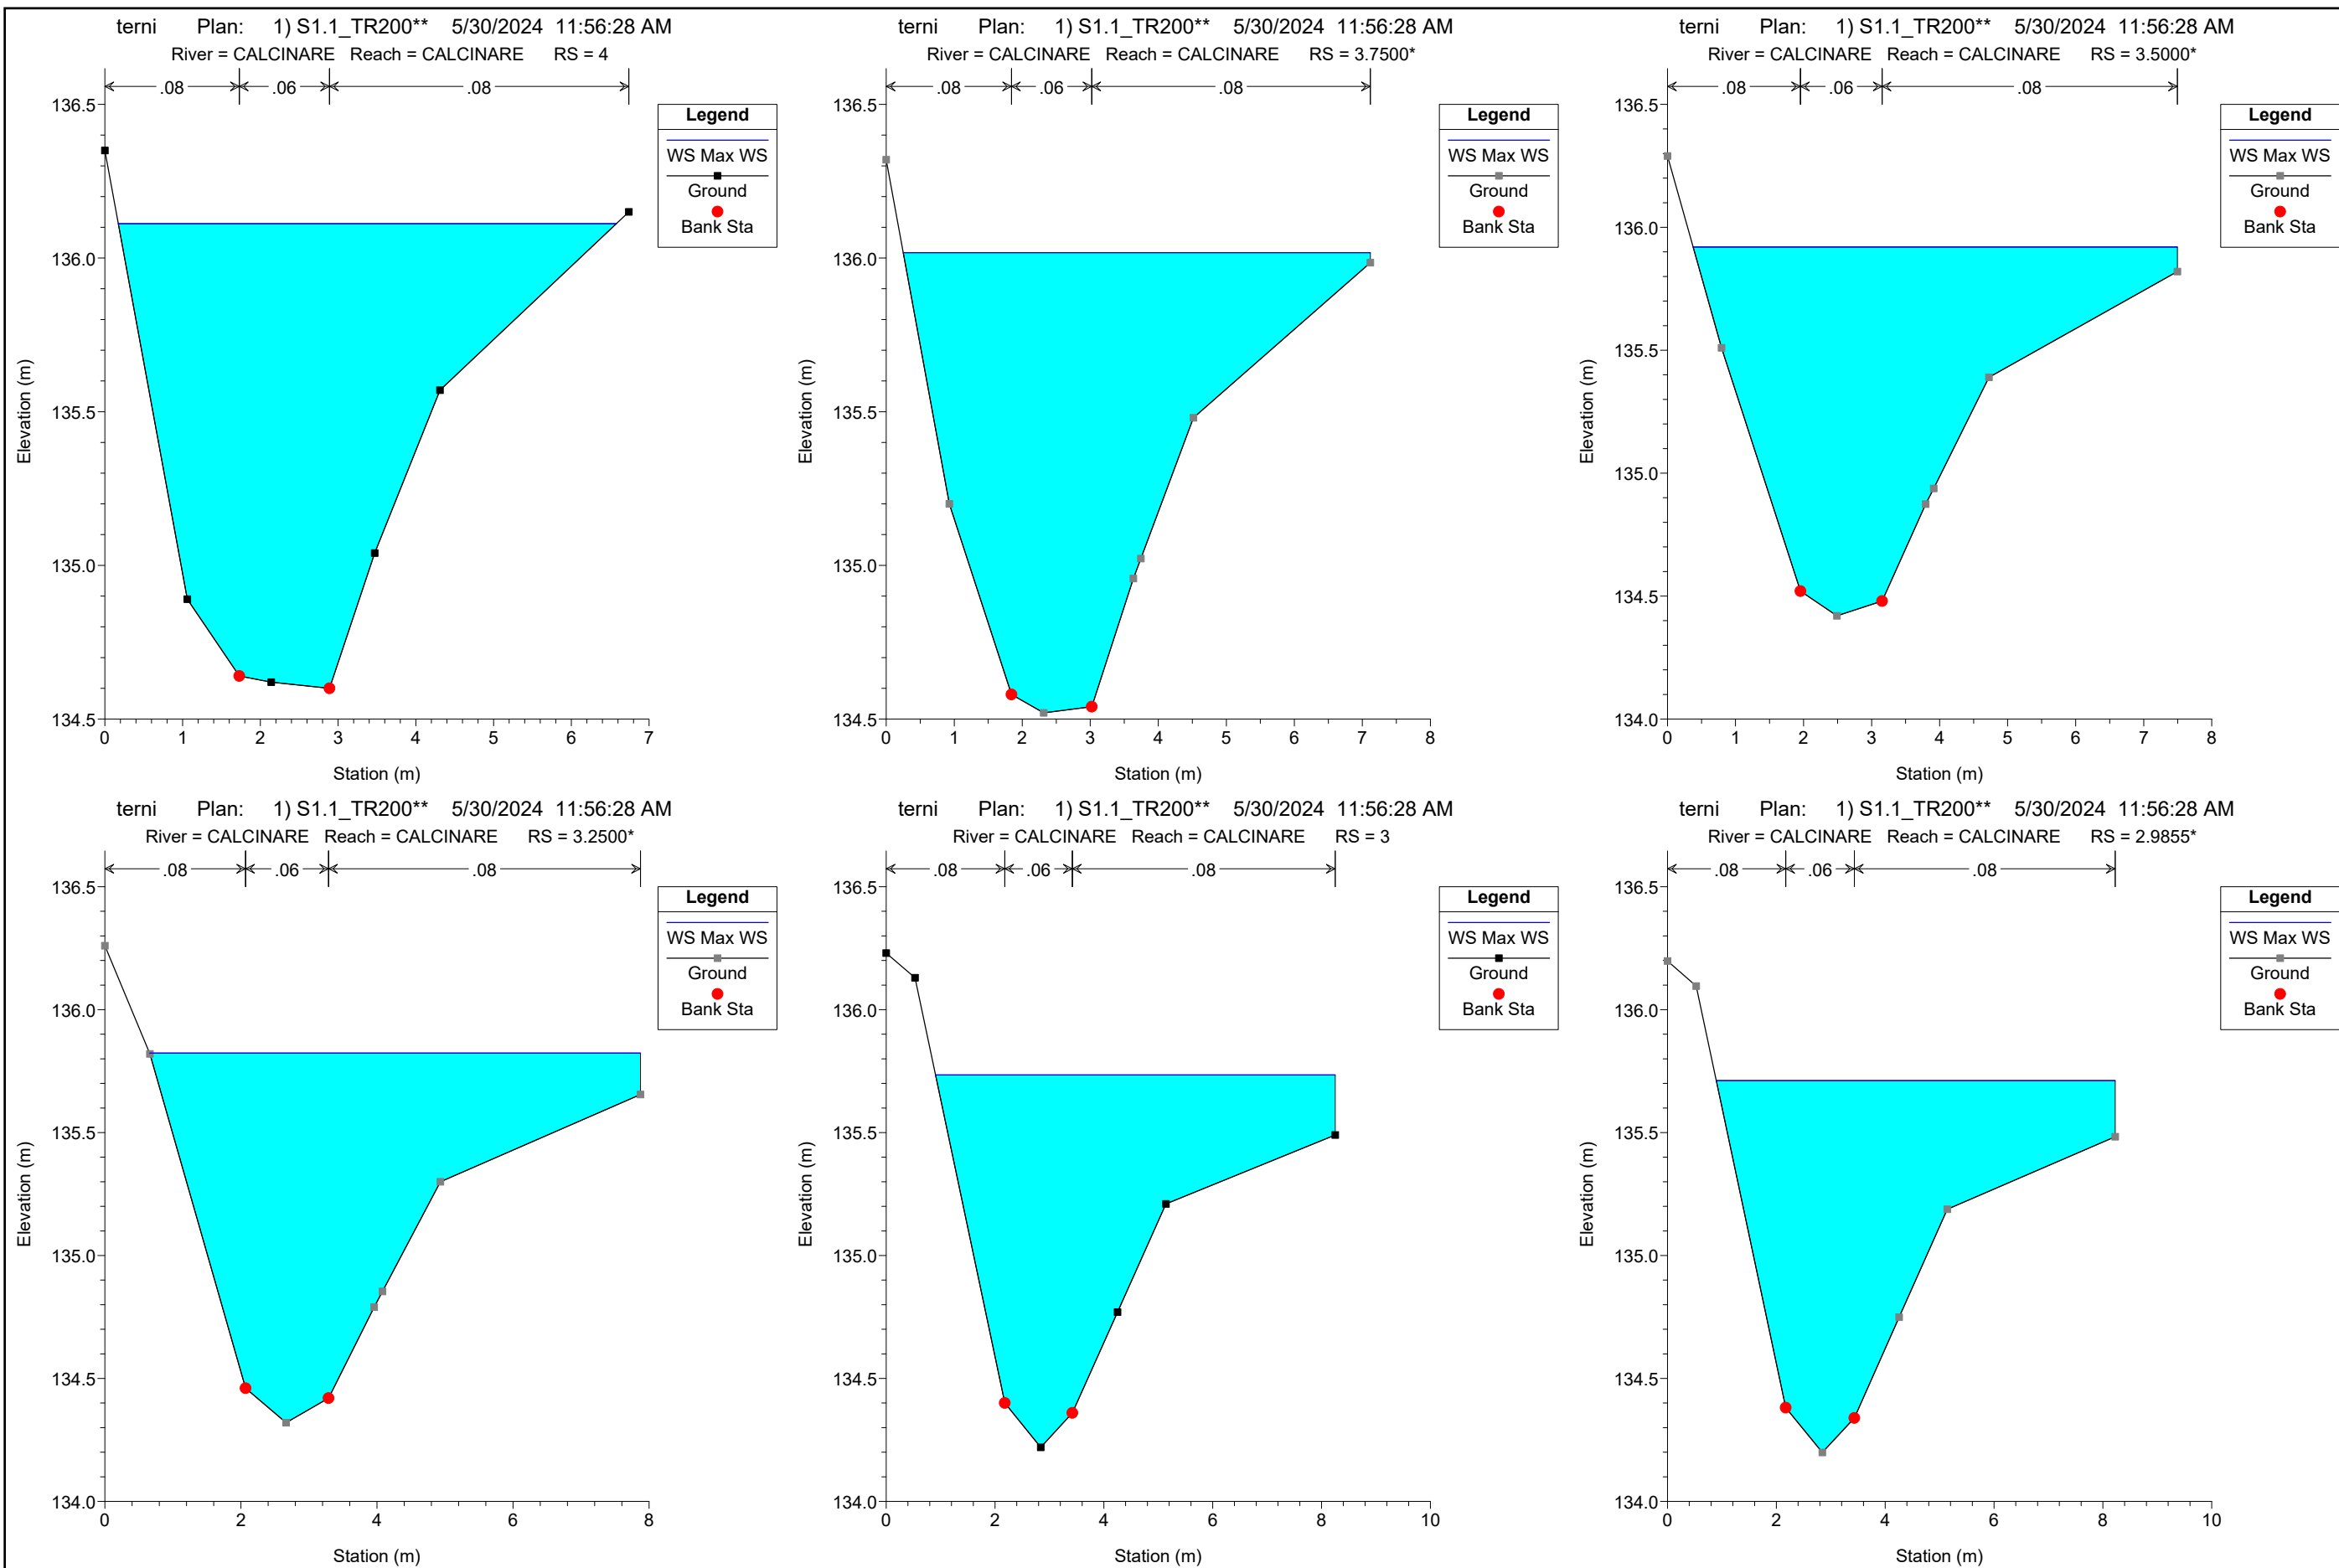 terni Plan: 1) S1.1_TR200** 5/30/2024 11:56:28 AM
River = CALCINARE Reach = CALCINARE RS = 4
.08 .06 .08
Legend
WS Max WS
Ground
Bank Sta
136.5
136.0
135.5
135.0
134.5
Elevation (m)
0 1 2 3 4 5 6 7
Station (m)
terni Plan: 1) S1.1_TR200** 5/30/2024 11:56:28 AM
River = CALCINARE Reach = CALCINARE RS = 3.7500*
.08 .06 .08
Legend
WS Max WS
Ground
Bank Sta
136.5
136.0
135.5
135.0
134.5
Elevation (m)
0 1 2 3 4 5 6 7 8
Station (m)
terni Plan: 1) S1.1_TR200** 5/30/2024 11:56:28 AM
River = CALCINARE Reach = CALCINARE RS = 3.5000*
.08 .06 .08
Legend
WS Max WS
Ground
Bank Sta
136.5
136.0
135.5
135.0
134.5
134.0
Elevation (m)
0 1 2 3 4 5 6 7 8
Station (m)
terni Plan: 1) S1.1_TR200** 5/30/2024 11:56:28 AM
River = CALCINARE Reach = CALCINARE RS = 3.2500*
.08 .06 .08
Legend
WS Max WS
Ground
Bank Sta
136.5
136.0
135.5
135.0
134.5
134.0
Elevation (m)
0 2 4 6 8
Station (m)
terni Plan: 1) S1.1_TR200** 5/30/2024 11:56:28 AM
River = CALCINARE Reach = CALCINARE RS = 3
.08 .06 .08
Legend
WS Max WS
Ground
Bank Sta
136.5
136.0
135.5
135.0
134.5
134.0
Elevation (m)
0 2 4 6 8 10
Station (m)
terni Plan: 1) S1.1_TR200** 5/30/2024 11:56:28 AM
River = CALCINARE Reach = CALCINARE RS = 2.9855*
.08 .06 .08
Legend
WS Max WS
Ground
Bank Sta
136.5
136.0
135.5
135.0
134.5
134.0
Elevation (m)
0 2 4 6 8 10
Station (m)